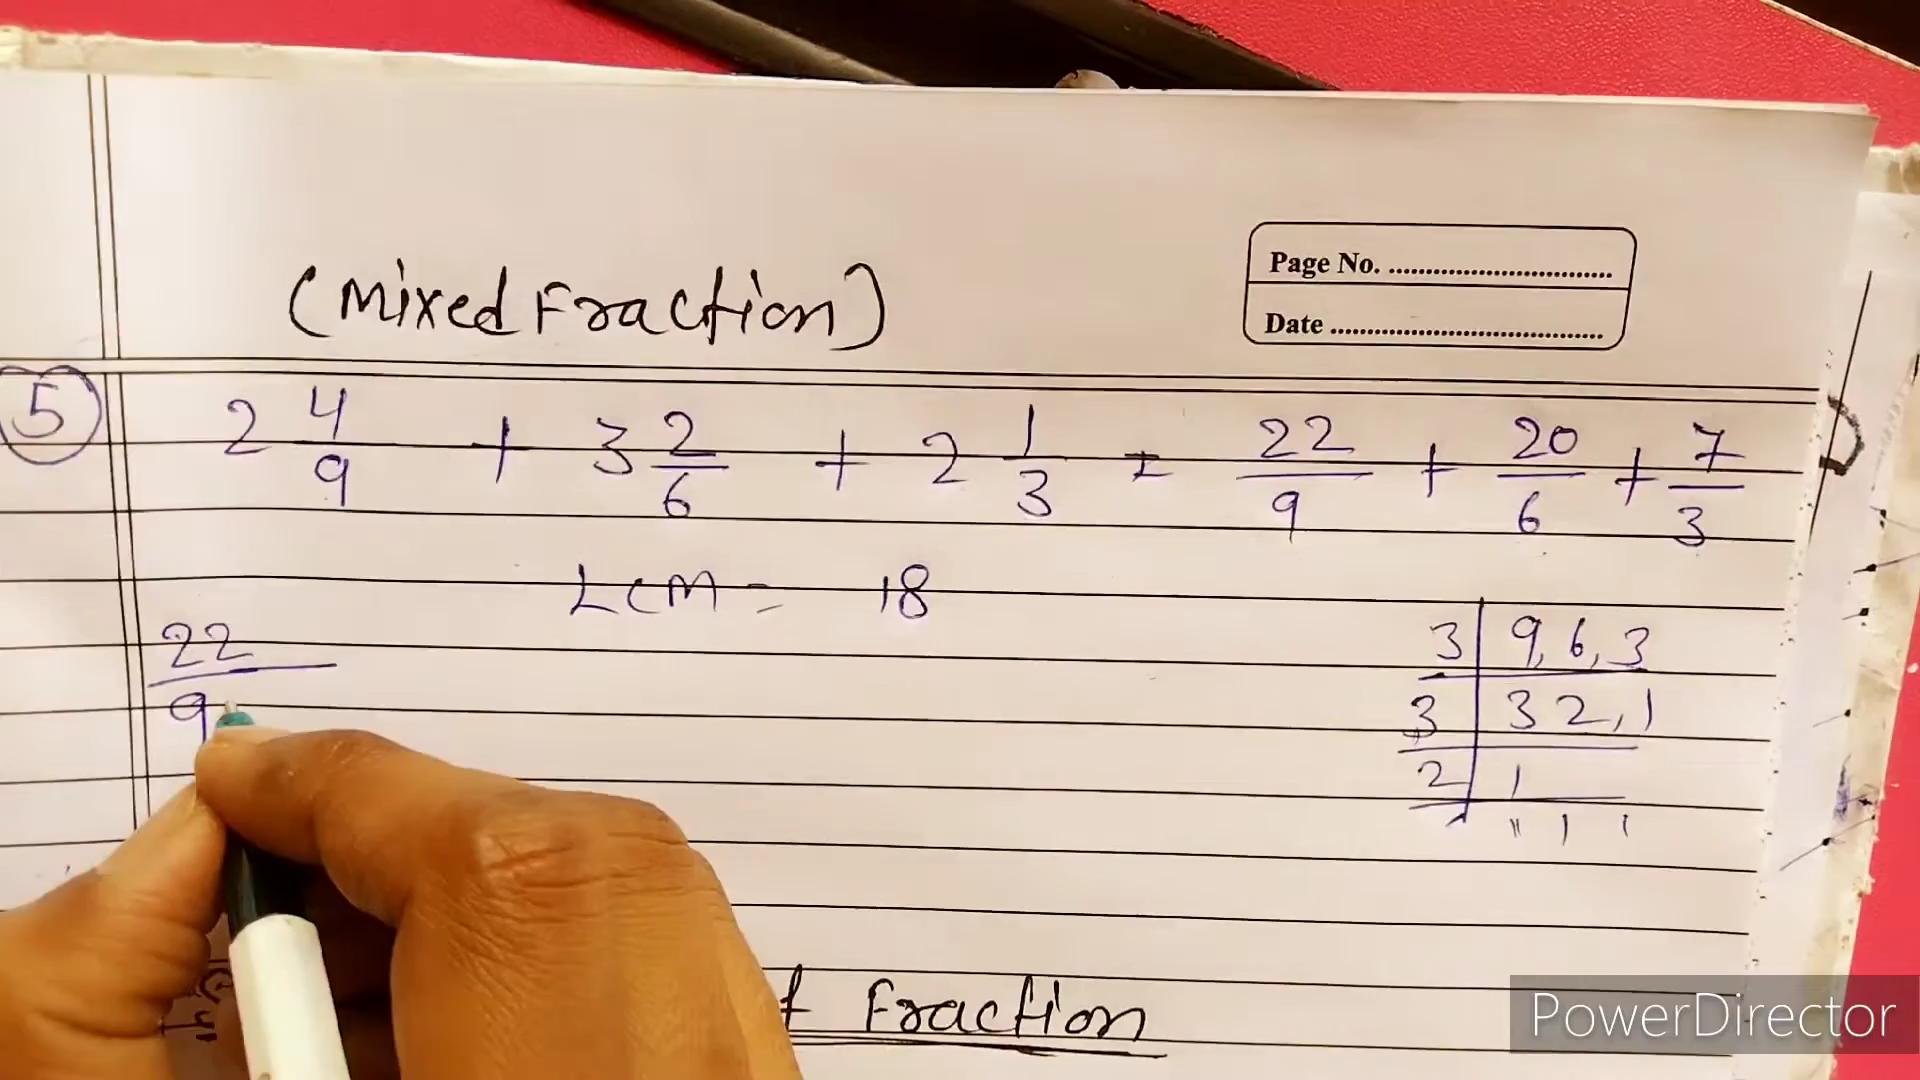 Page No. ........................
Date ........................
(Mixed Fraction)
5
2 4/9 + 3 2/6 + 2 1/3 = 22/9 + 20/6 + 7/3
LCM = 18
22/9
3 | 9, 6, 3
3 | 3 2, 1
2 | 1
1 1 1
Fraction
PowerDirector